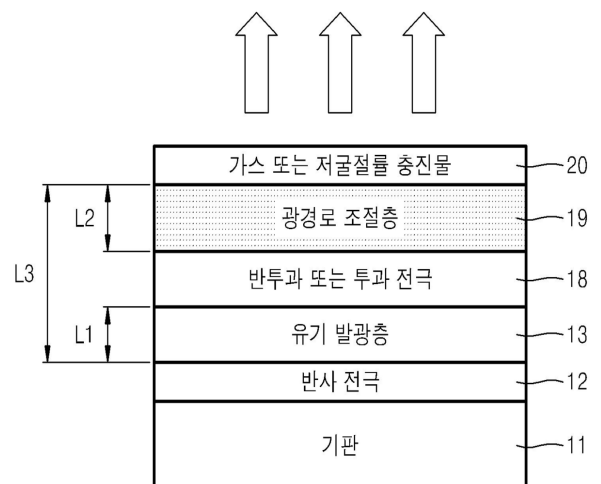 가스 또는 저굴절률 충진물 20
L2 광경로 조절층 19
L3
반투과 또는 투과 전극 18
L1 유기 발광층 13
반사 전극 12
기판 11